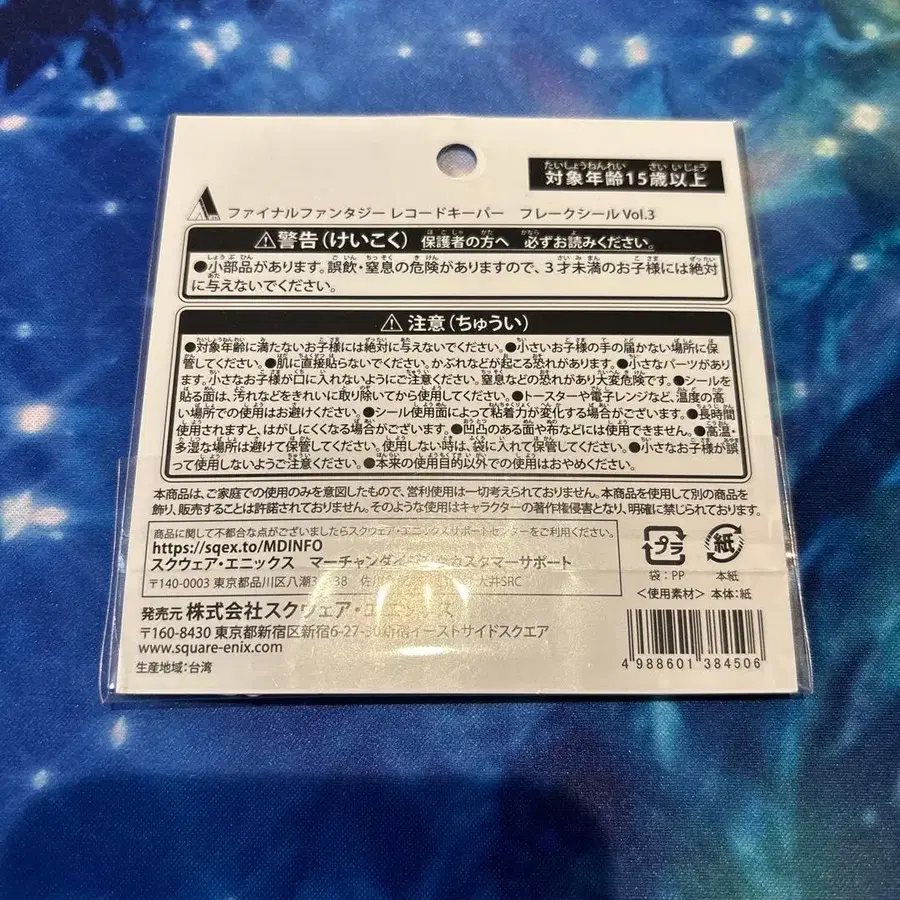 対象年齢15歳以上
ファイナルファンタジー レコードキーパー フレークシール Vol.3
⚠警告(けいこく) 保護者の方へ 必ずお読みください。
●小部品があります。誤飲・窒息の危険がありますので、3才未満のお子様には絶対
に与えないでください。
⚠注意(ちゅうい)
●対象年齢に満たないお子様には絶対に与えないでください。●小さいお子様の手の届かない場所に保
管してください。●肌に直接貼らないでください。かぶれなどが起こる恐れがあります。●小さなパーツがあり
ます。小さなお子様が口に入れないようにご注意ください。窒息などの恐れがあり大変危険です。●シールを
貼る面は、汚れなどをきれいに取り除いてから使用してください。●トースターや電子レンジなど、温度の高
い場所での使用はお避けください。●シール使用面によって粘着力が変化する場合がございます。●長時間
使用されますと、はがしにくくなる場合がございます。●凹凸のある面や布などには使用できません。●高温・
多湿な場所は避けて保管してください。使用しない時は、袋に入れて保管してください。●小さなお子様が誤
って使用しないようご注意ください。●本来の使用目的以外での使用はおやめください。
本商品は、ご家庭での使用のみを意図したもので、営利使用は一切考えられておりません。本商品を使用して別の商品を
飾り、販売することは許諾されておりません。そのような使用はキャラクターの著作権侵害となり、明確に禁じられております。
商品に関して不都合な点がございましたらスクウェア・エニックスサポートセンターをご利用ください。
https://sqex.to/MDINFO
スクウェア・エニックス マーチャンダイ カスタマーサポート
〒140-0003 東京都品川区八潮 38 佐川 大井SRC
プラ
紙
袋:PP
本紙
<使用素材> 本体:紙
発売元 株式会社スクウェア・エニックス
〒160-8430 東京都新宿区新宿6-27-30新宿イーストサイドスクエア
www.square-enix.com
生産地域:台湾
4 988601 384506